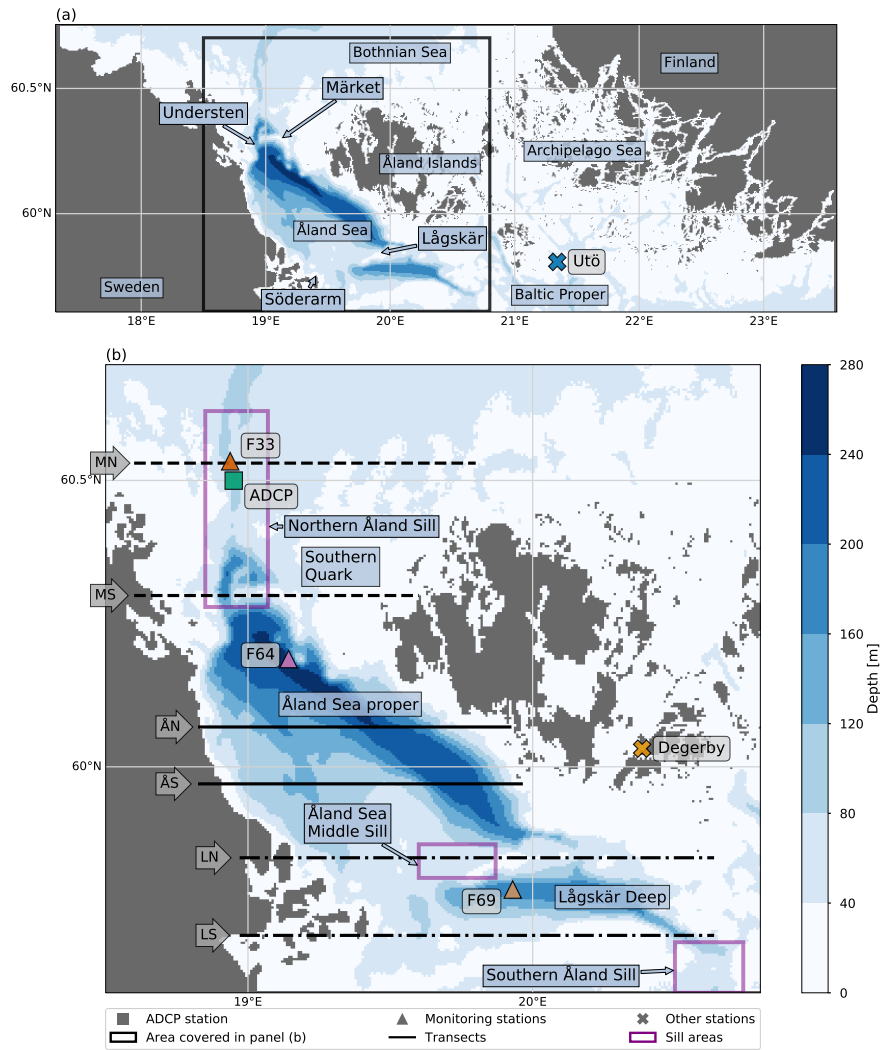 (a)
Bothnian Sea
Finland
60.5°N
Märket
Understen
Archipelago Sea
Åland Islands
60°N
Åland Sea
Lågskär
Utö
Sweden
Söderarm
Baltic Proper
18°E
19°E
20°E
21°E
22°E
23°E
(b)
280
F33
MN
60.5°N
ADCP
240
Northern Åland Sill
Southern
Quark
MS
200
F64
Åland Sea proper
160
ÅN
Degerby
60°N
ÅS
120
Åland Sea
Middle Sill
LN
80
F69
Lågskär Deep
LS
40
Southern Åland Sill
0
Depth [m]
19°E
20°E
ADCP station
Monitoring stations
Other stations
Area covered in panel (b)
Transects
Sill areas